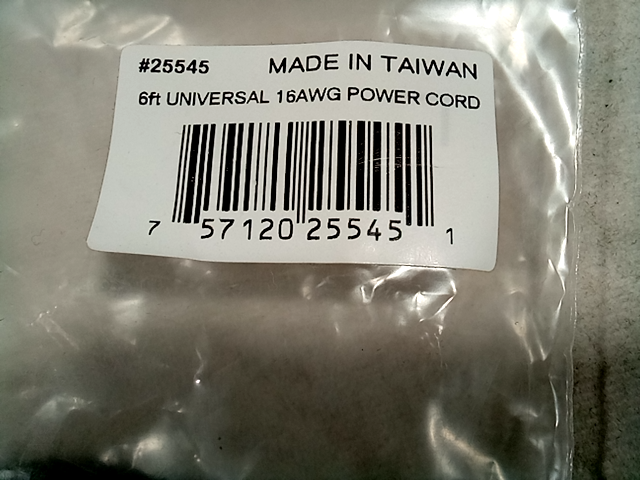 #25545 MADE IN TAIWAN
6ft UNIVERSAL 16AWG POWER CORD
7 57120 25545 1